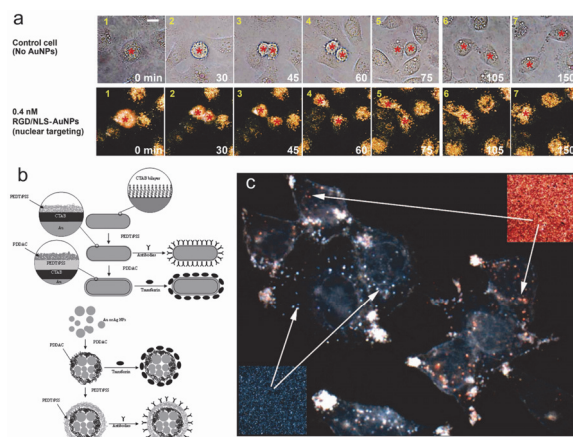 a
Control cell
(No AuNPs)
1 2 3 4 5 6 7
0 min 30 45 60 75 105 150
0.4 nM
RGD/NLS-AuNPs
(nuclear targeting)
1 2 3 4 5 6 7
0 min 30 45 60 75 105 150
b
CTAB bilayer
PEDT/PSS
CTAB
Au
PEDT/PSS
Antibodies
PDDAC
PEDT/PSS
CTAB
Au
PDDAC
Transferrin
Au or Ag NPs
PDDAC
PDDAC
Transferrin
PEDT/PSS
PEDT/PSS
Antibodies
c